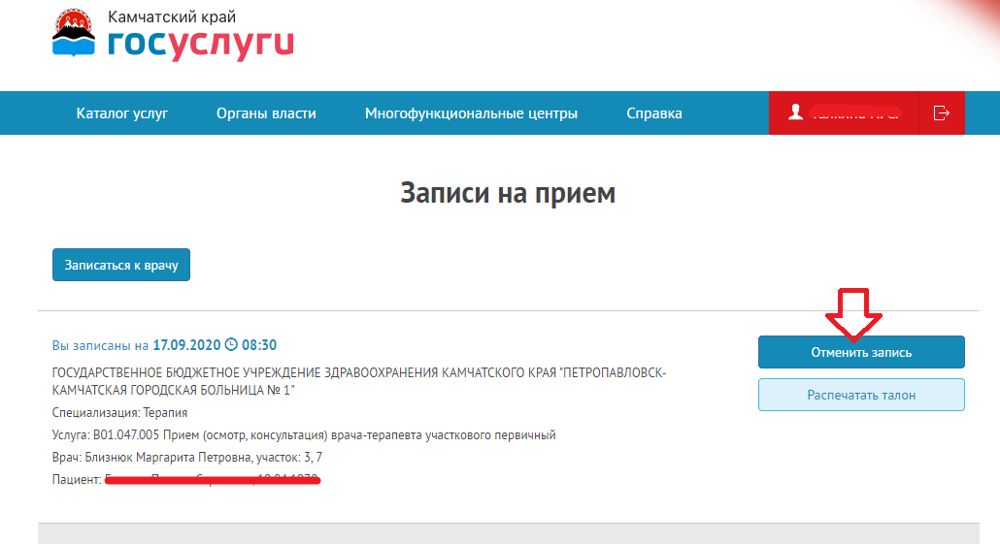 Камчатский край
госуслуги
Каталог услуг
Органы власти
Многофункциональные центры
Справка
Записи на прием
Записаться к врачу
Вы записаны на 17.09.2020 08:30
Отменить запись
ГОСУДАРСТВЕННОЕ БЮДЖЕТНОЕ УЧРЕЖДЕНИЕ ЗДРАВООХРАНЕНИЯ КАМЧАТСКОГО КРАЯ "ПЕТРОПАВЛОВСК-
КАМЧАТСКАЯ ГОРОДСКАЯ БОЛЬНИЦА № 1"
Распечатать талон
Специализация: Терапия
Услуга: B01.047.005 Прием (осмотр, консультация) врача-терапевта участкового первичный
Врач: Близнюк Маргарита Петровна, участок: 3, 7
Пациент: